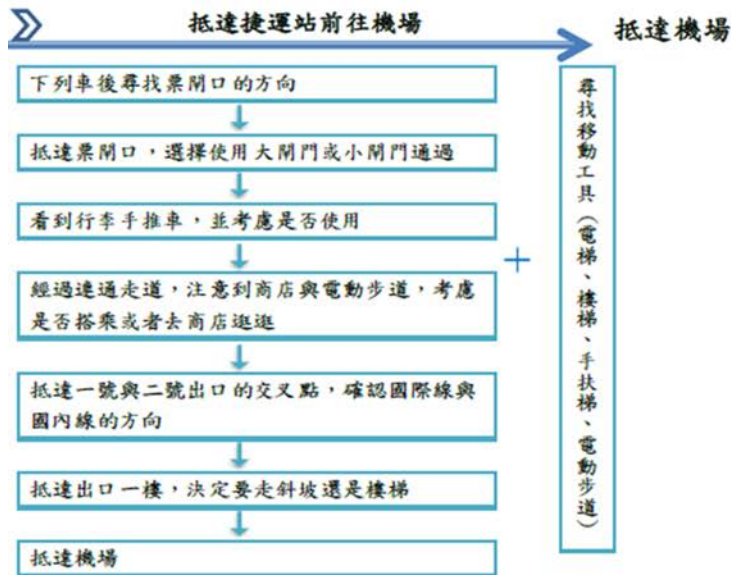 抵達捷運站前往機場
抵達機場
下列車後尋找票閘口的方向
抵達票閘口，選擇使用大閘門或小閘門通過
看到行李手推車，並考慮是否使用
經過連通走道，注意到商店與電動步道，考慮
是否搭乘或者去商店逛逛
抵達一號與二號出口的交叉點，確認國際線與
國內線的方向
抵達出口一樓，決定要走斜坡還是樓梯
抵達機場
+
尋找移動工具（電梯、樓梯、手扶梯、電動步道）